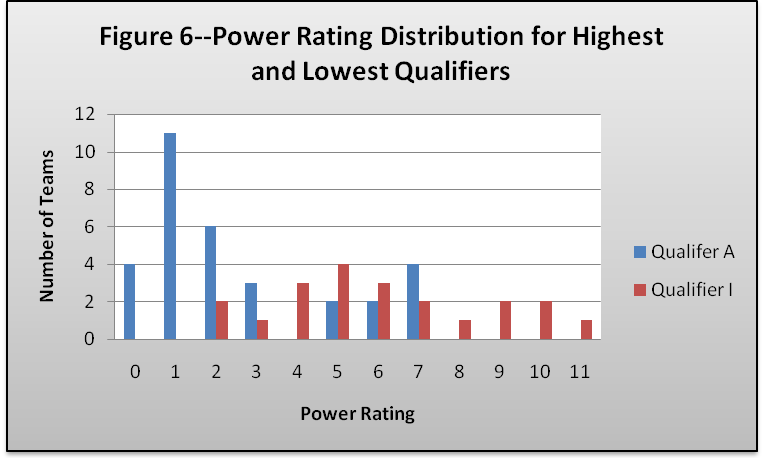 Figure 6--Power Rating Distribution for Highest
and Lowest Qualifiers
12
10
8
6
4
2
0
Number of Teams
0 1 2 3 4 5 6 7 8 9 10 11
Power Rating
Qualifer A
Qualifier I